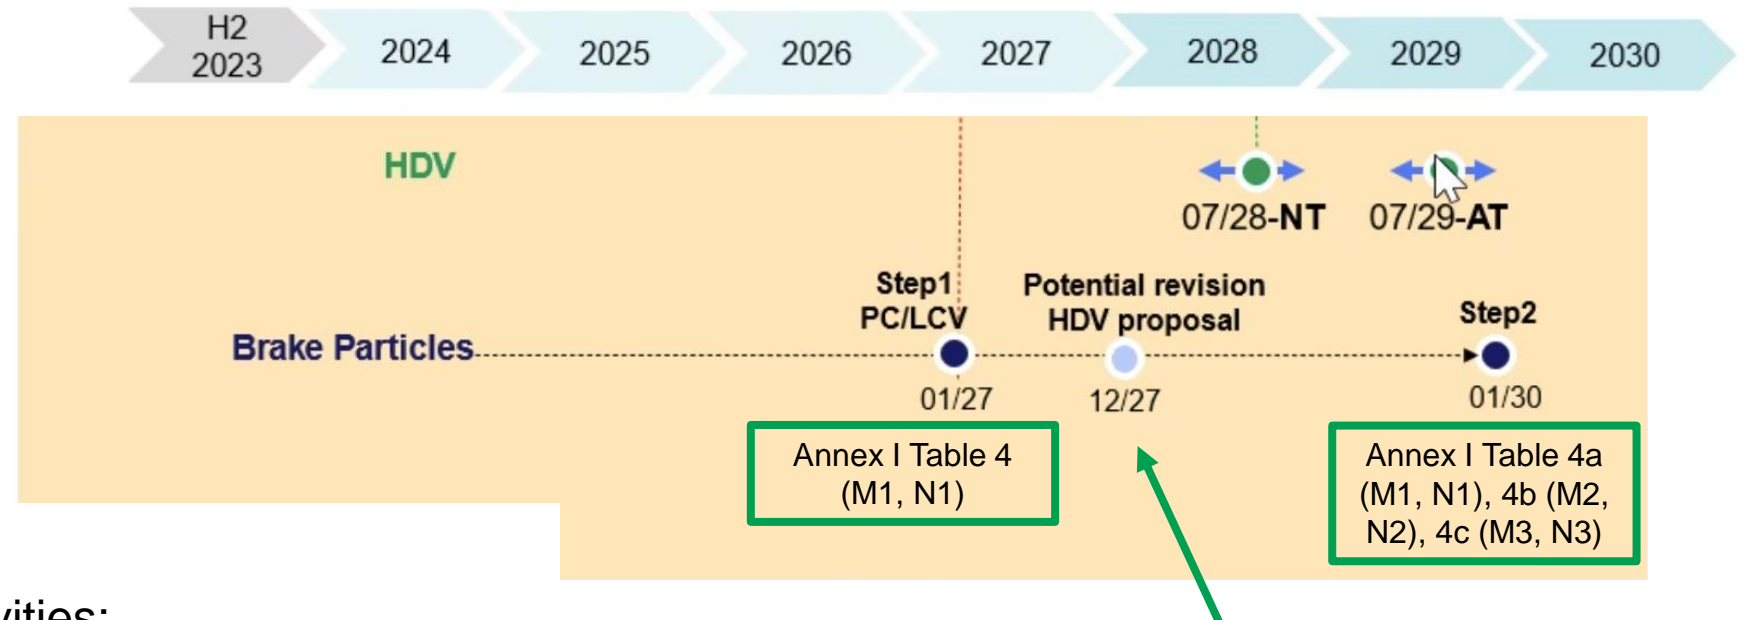 H2
2023
2024
2025
2026
2027
2028
2029
2030
HDV
07/28-NT
07/29-AT
Step1
PC/LCV
Potential revision
HDV proposal
Step2
Brake Particles
01/27
12/27
01/30
Annex I Table 4
(M1, N1)
Annex I Table 4a
(M1, N1), 4b (M2,
N2), 4c (M3, N3)
vities: